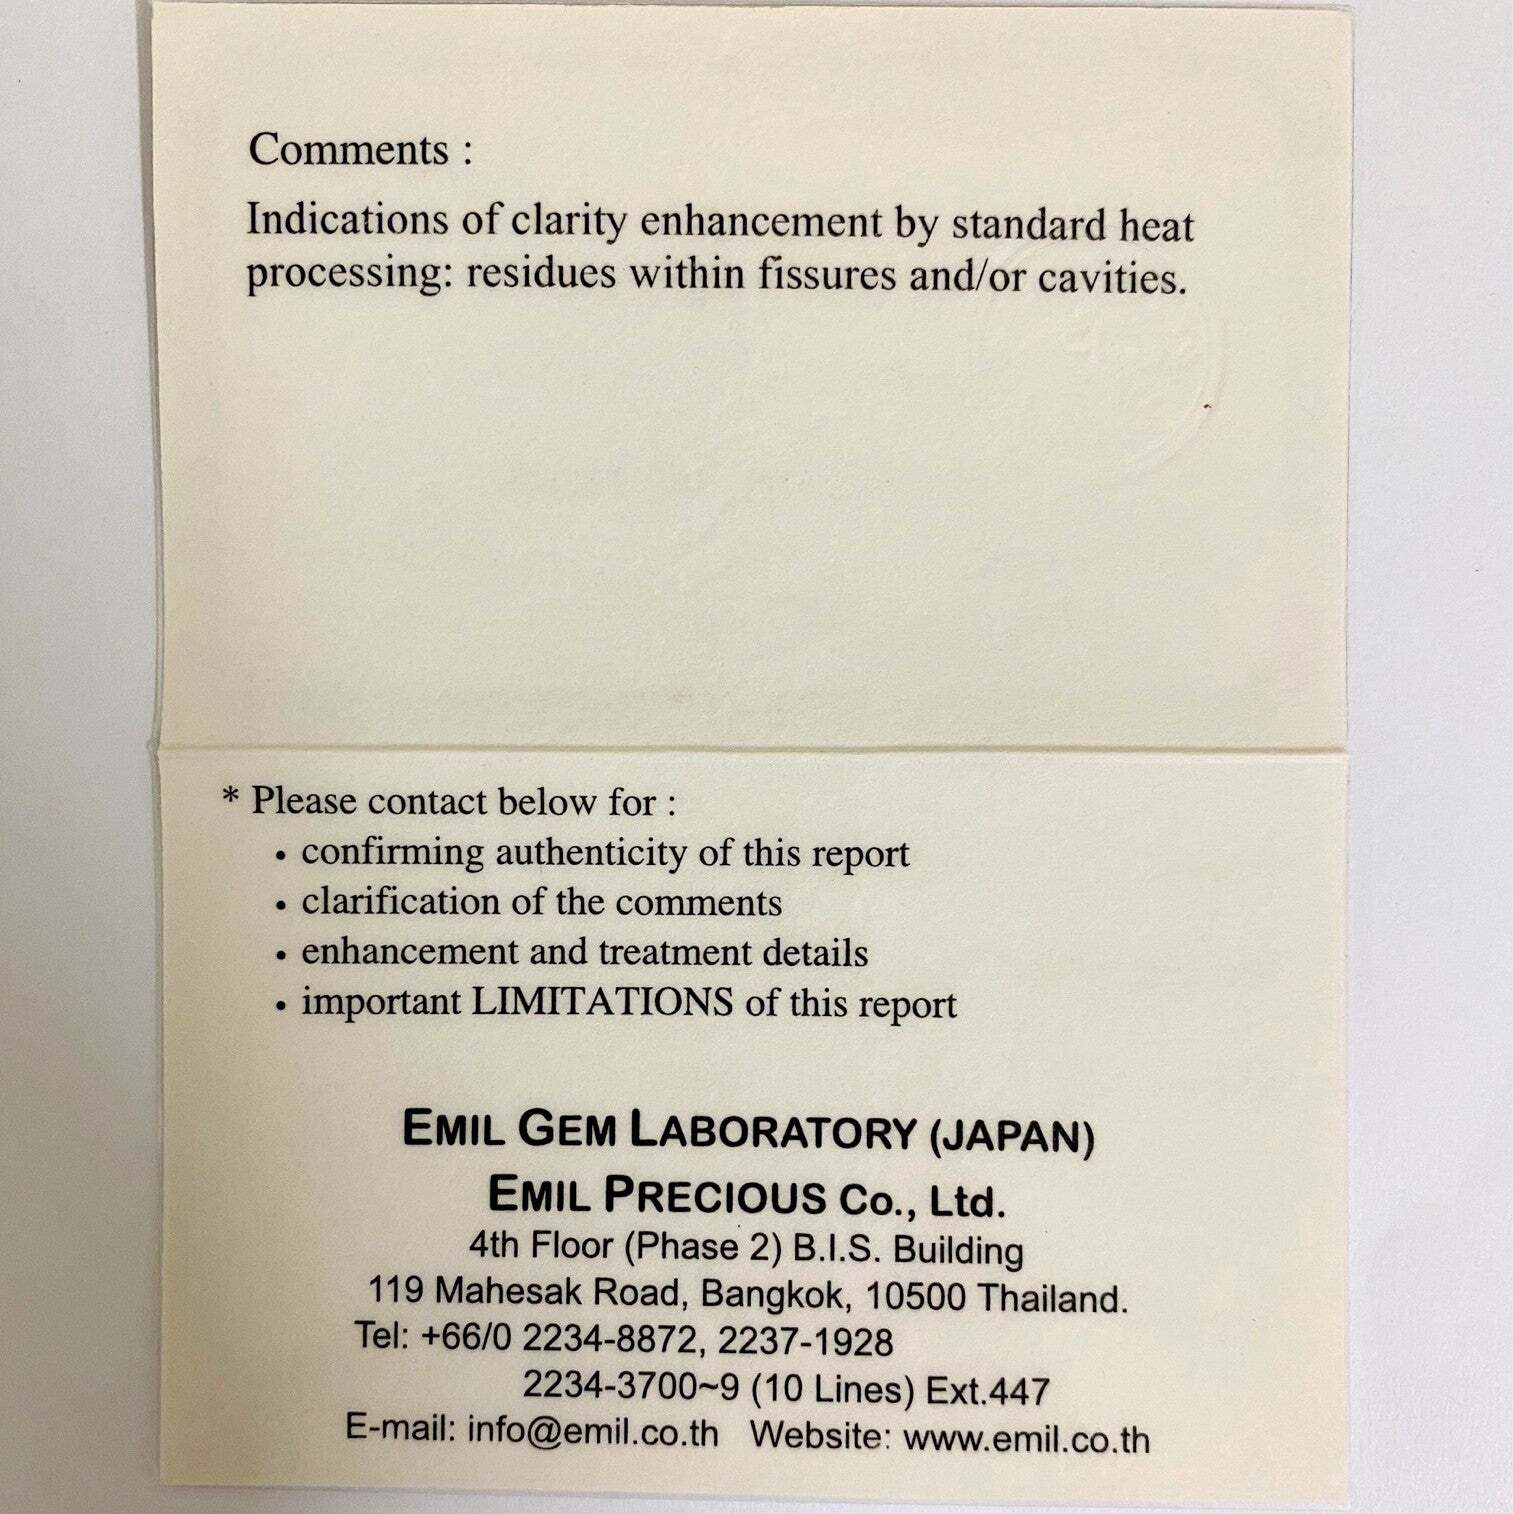 Comments :
Indications of clarity enhancement by standard heat
processing: residues within fissures and/or cavities.
* Please contact below for :
• confirming authenticity of this report
• clarification of the comments
• enhancement and treatment details
• important LIMITATIONS of this report
EMIL GEM LABORATORY (JAPAN)
EMIL PRECIOUS Co., Ltd.
4th Floor (Phase 2) B.I.S. Building
119 Mahesak Road, Bangkok, 10500 Thailand.
Tel: +66/0 2234-8872, 2237-1928
2234-3700~9 (10 Lines) Ext.447
E-mail: info@emil.co.th Website: www.emil.co.th